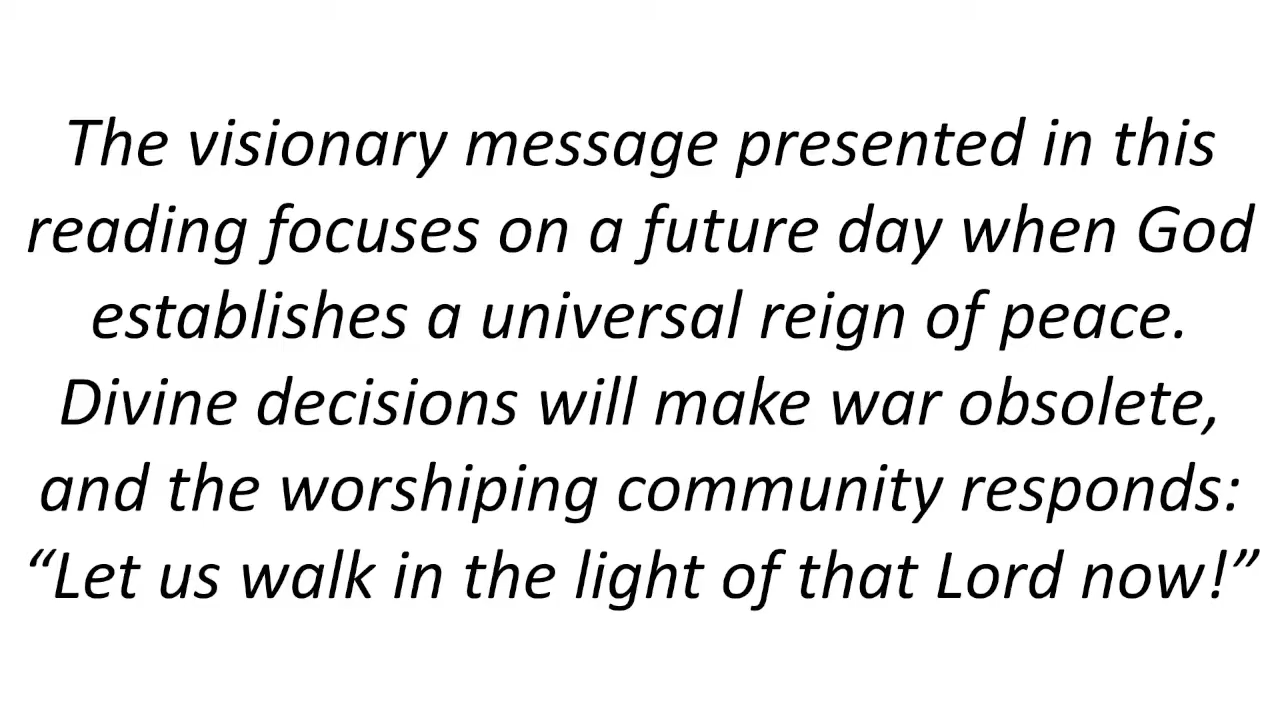 The visionary message presented in this
reading focuses on a future day when God
establishes a universal reign of peace.
Divine decisions will make war obsolete,
and the worshiping community responds:
“Let us walk in the light of that Lord now!”